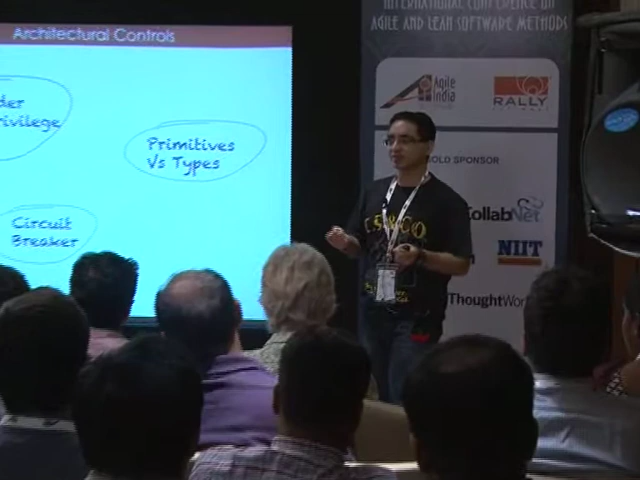 Architectural Controls
der
rivilege
Primitives
Vs Types
Circuit
Breaker
INTERNATIONAL CONFERENCE ON
AGILE AND LEAN SOFTWARE METHODS
Agile
India
RALLY
GOLD SPONSOR
CollabNet
NIIT
ThoughtWor